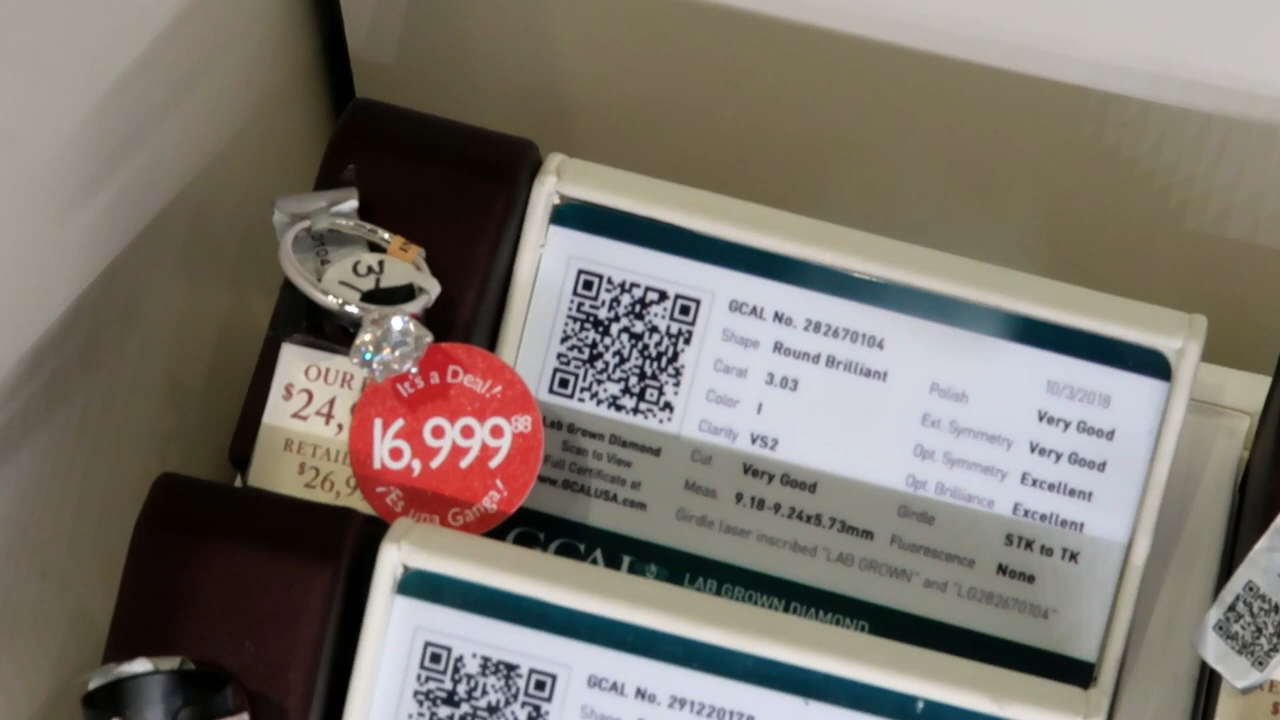 0104
37
OUR
$24,
RETAIL
$26,9
It's a Deal!
16,999⁸⁸
¡Es una Ganga!
GCAL No. 282670104
Shape Round Brilliant
Carat 3.03
Color I
Clarity VS2
Cut Very Good
Meas. 9.18-9.24x5.73mm
10/3/2018
Polish Very Good
Ext. Symmetry Very Good
Opt. Symmetry Excellent
Opt. Brilliance Excellent
Girdle STK to TK
Fluorescence None
Girdle laser inscribed "LAB GROWN" and "LG282670104"
Lab Grown Diamond
Scan to View
Full Certificate at
www.GCALUSA.com
GCAL LAB GROWN DIAMOND
GCAL No. 291220178
Shape